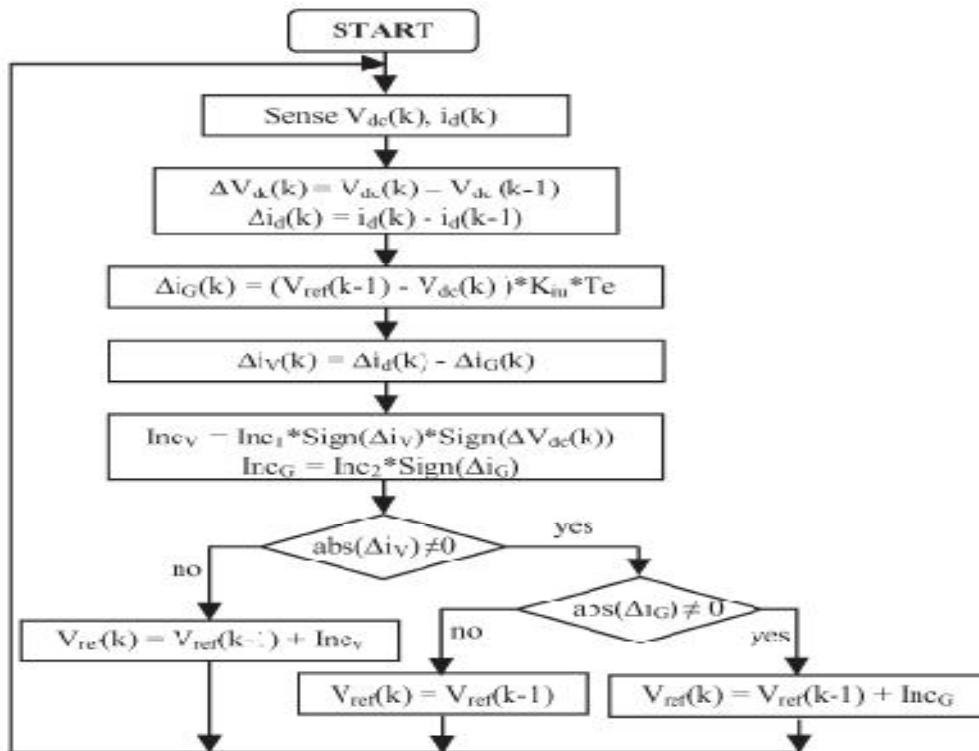 START
Sense V_dc(k), i_d(k)
ΔV_dc(k) = V_dc(k) – V_dc (k-1)
Δi_d(k) = i_d(k) - i_d(k-1)
Δi_G(k) = (V_ref(k-1) - V_dc(k) )*K_iu*Te
Δi_V(k) = Δi_d(k) - Δi_G(k)
Inc_V = Inc_1*Sign(Δi_V)*Sign(ΔV_dc(k))
Inc_G = Inc_2*Sign(Δi_G)
abs(Δi_V) ≠0
yes
no
abs(Δi_G) ≠ 0
V_ref(k) = V_ref(k-1) + Inc_v
no
yes
V_ref(k) = V_ref(k-1)
V_ref(k) = V_ref(k-1) + Inc_G